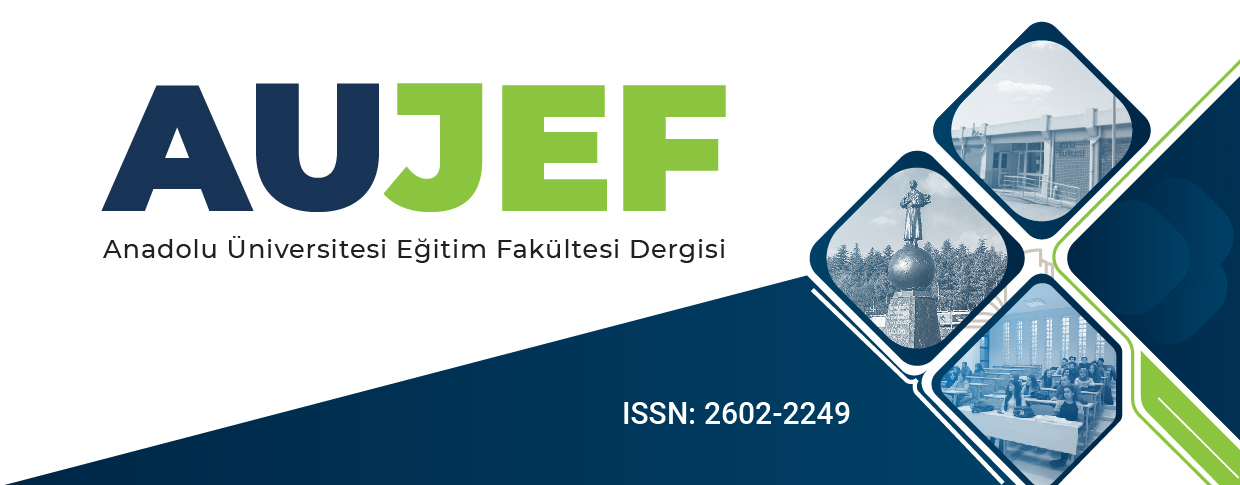 AUJEF
Anadolu Üniversitesi Eğitim Fakültesi Dergisi
ISSN: 2602-2249